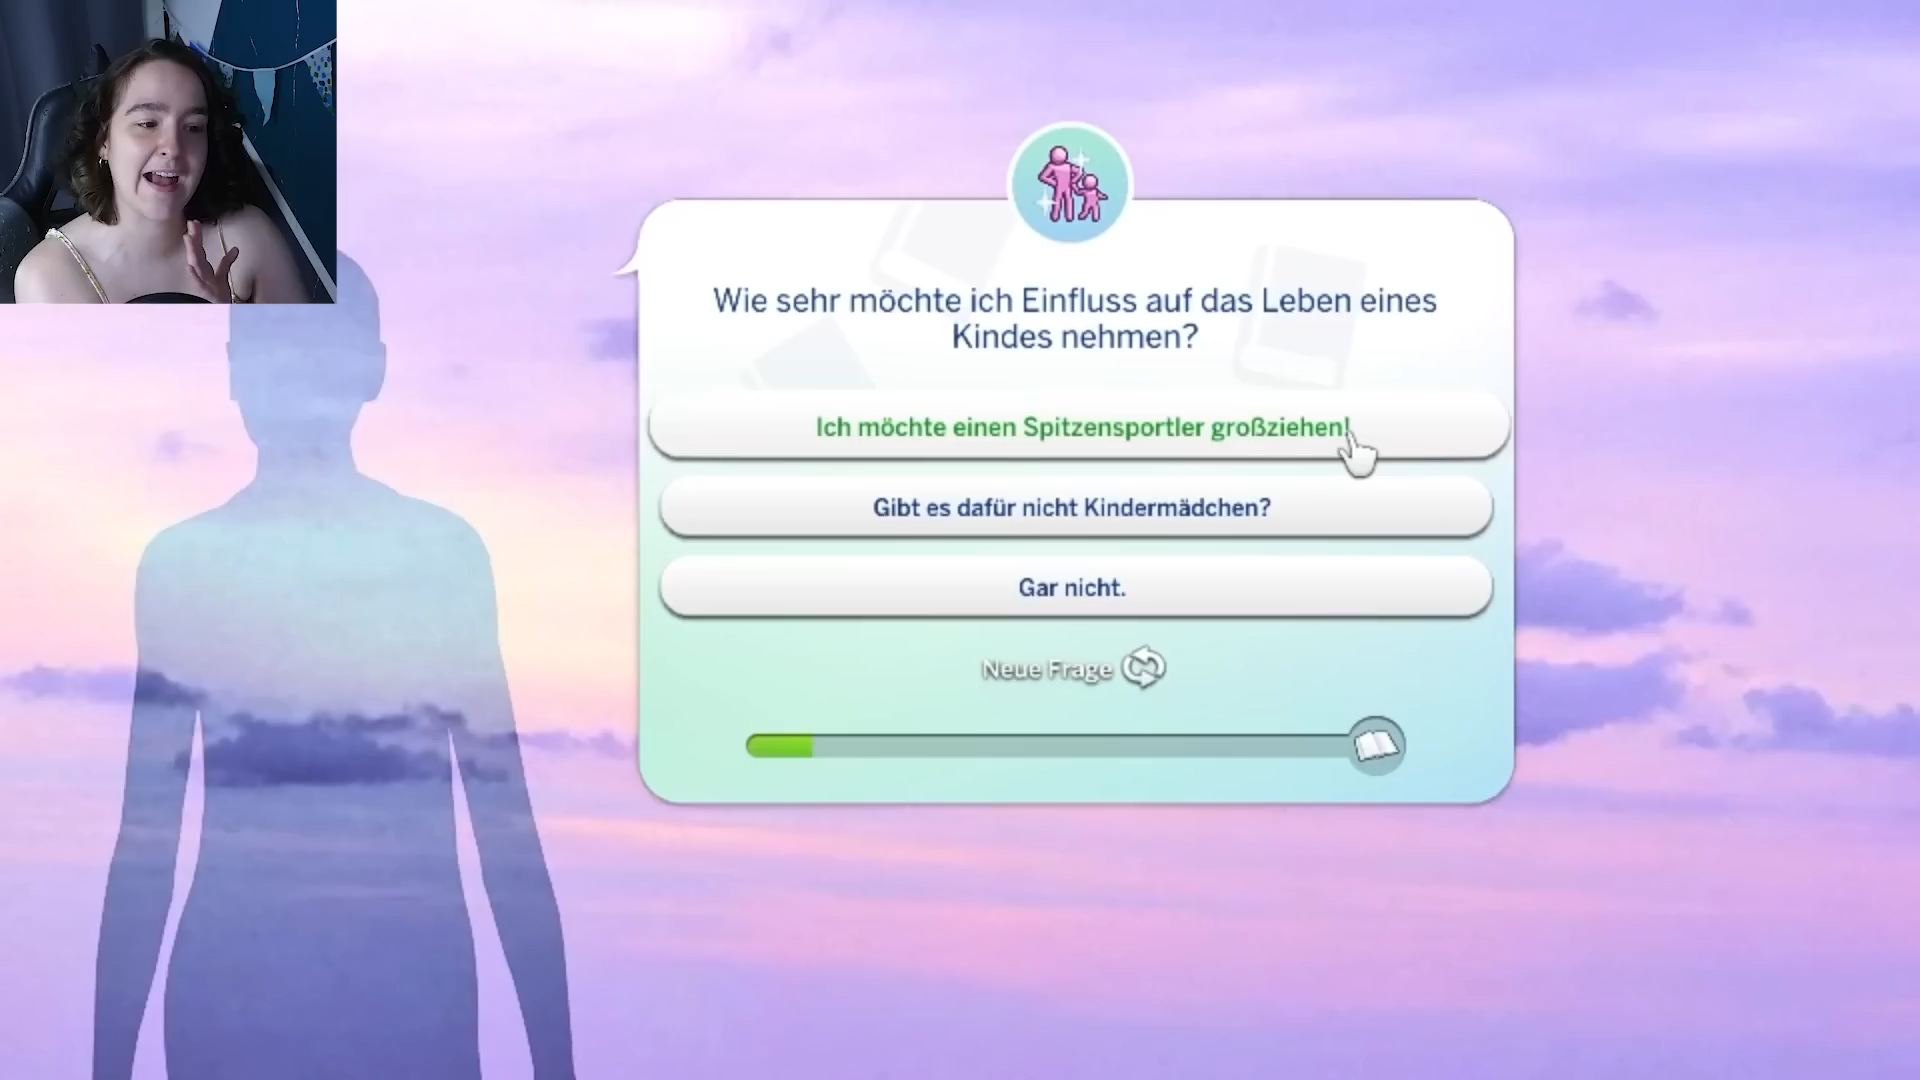 Wie sehr möchte ich Einfluss auf das Leben eines
Kindes nehmen?
Ich möchte einen Spitzensportler großziehen!
Gibt es dafür nicht Kindermädchen?
Gar nicht.
Neue Frage